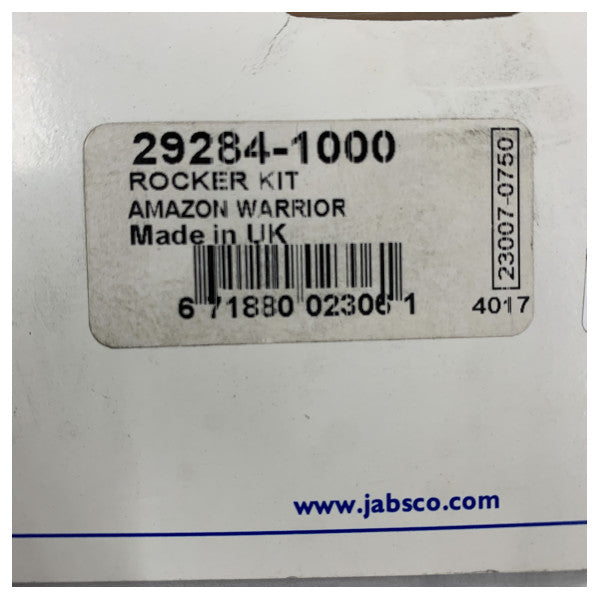 29284-1000
ROCKER KIT
AMAZON WARRIOR
Made in UK
6 71880 02306 1
4017
23007-0750
www.jabsco.com